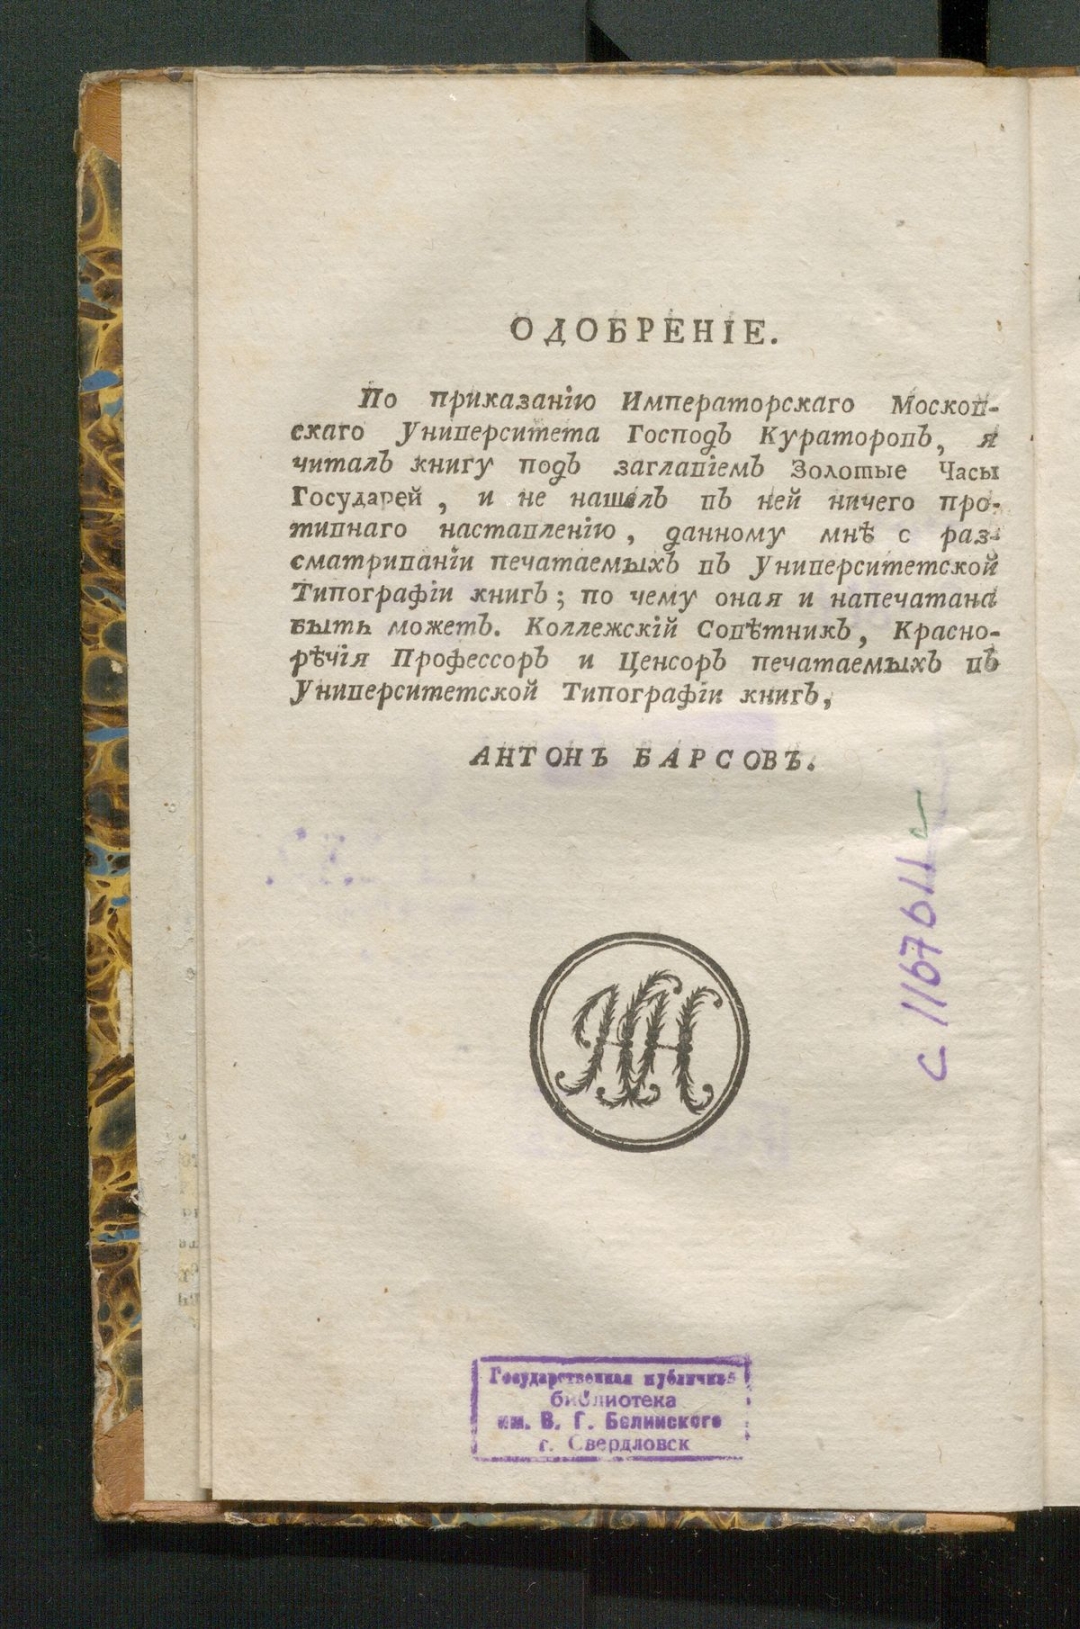 ОДОБРЕНІЕ.
По приказанію Императорскаго Москов-
скаго Университета Господъ Кураторовъ, я
читалъ книгу подъ заглавіемъ Золотые Часы
Государей, и не нашелъ въ ней ничего про-
тивнаго наставленію, данному мнѣ о раз-
сматриваніи печатаемыхъ въ Университетской
Типографіи книгъ; по чему оная и напечатана
быть можетъ. Коллежскій Совѣтникъ, Красно-
рѣчія Профессоръ и Ценсоръ печатаемыхъ въ
Университетской Типографіи книгъ,
АНТОНЪ БАРСОВЪ.
с 1167611
Государственная публичная
библиотека
им. В. Г. Белинского
г. Свердловск